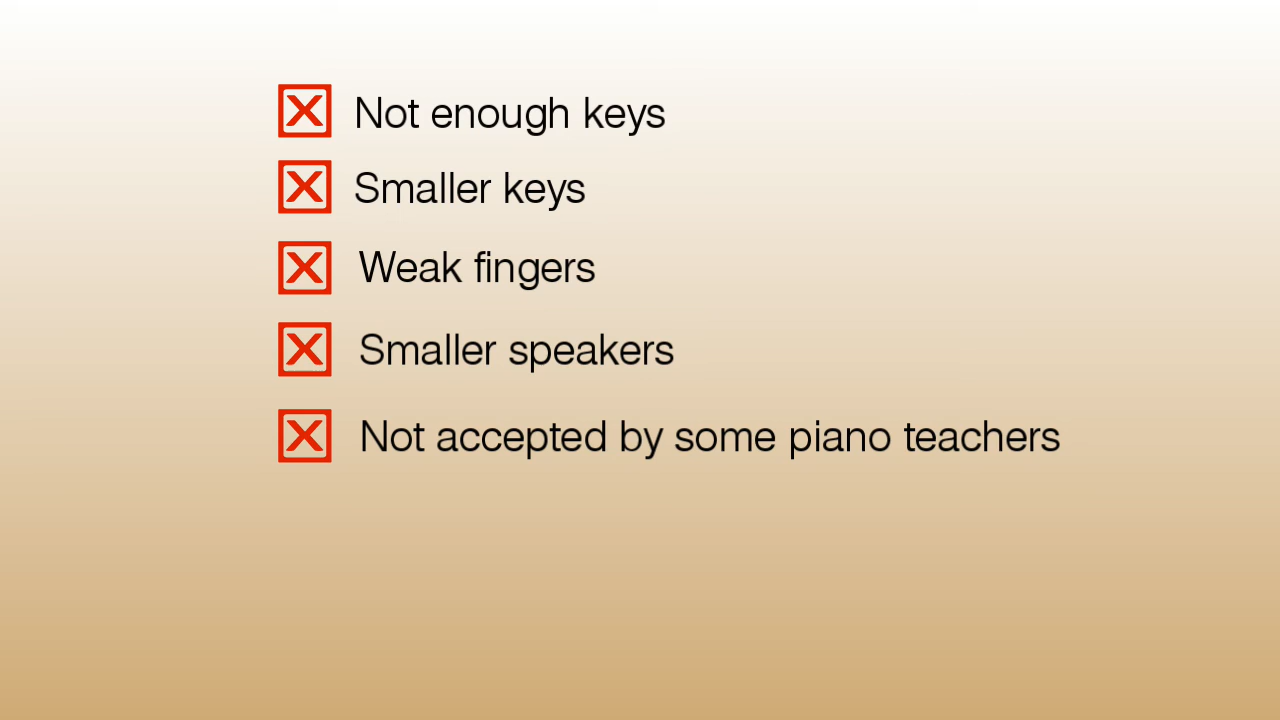 Not enough keys
Smaller keys
Weak fingers
Smaller speakers
Not accepted by some piano teachers